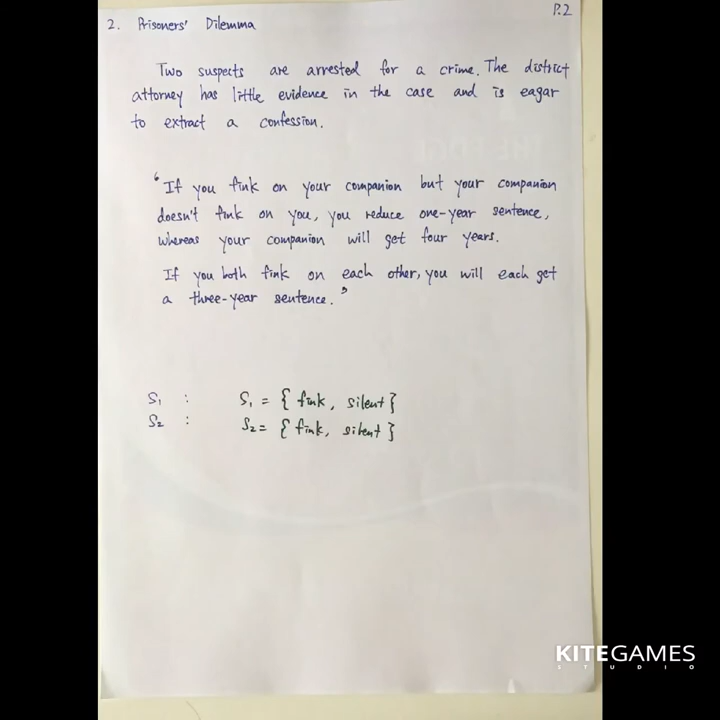 P.2
2. Prisoners' Dilemma
Two suspects are arrested for a crime. The district
attorney has little evidence in the case and is eagar
to extract a confession.
"If you fink on your companion but your companion
doesn't fink on you, you reduce one-year sentence,
whereas your companion will get four years.
If you both fink on each other, you will each get
a three-year sentence."
S₁ : S₁ = { fink, silent }
S₂ : S₂ = { fink, silent }
KITEGAMES
STUDIO